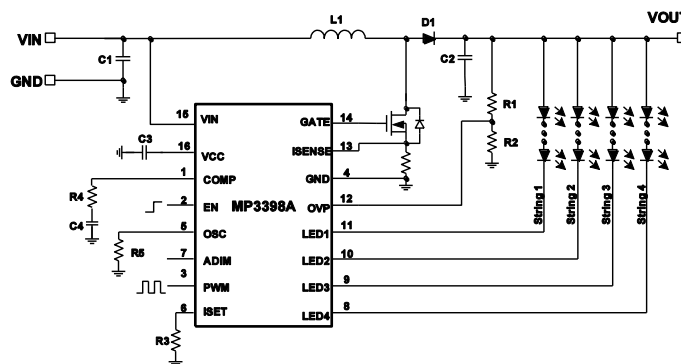 L1
D1
VOUT
VIN
C1
C2
GND
R1
R2
15
VIN
GATE
14
C3
16
VCC
ISENSE
13
1
COMP
GND
4
R4
2
EN
MP3398A
OVP
12
C4
5
OSC
LED1
11
R5
7
ADIM
LED2
10
3
PWM
LED3
9
6
ISET
LED4
8
R3
String 1
String 2
String 3
String 4